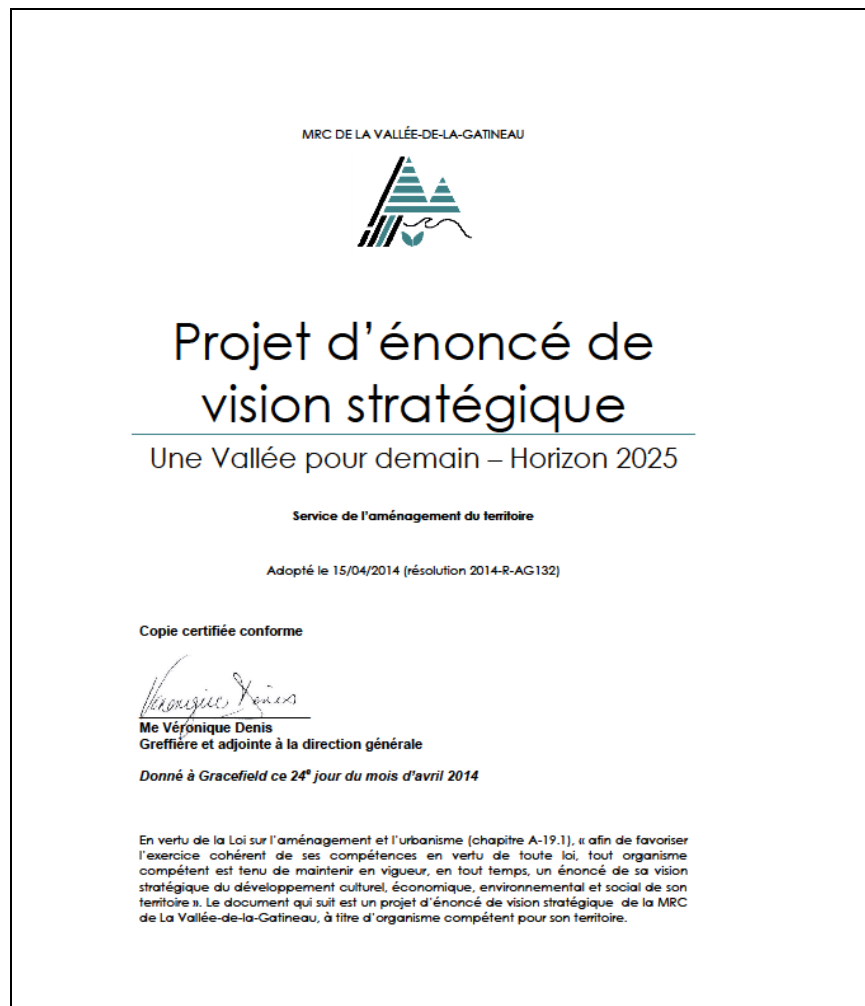 MRC DE LA VALLÉE-DE-LA-GATINEAU
Projet d'énoncé de
vision stratégique
Une Vallée pour demain – Horizon 2025
Service de l'aménagement du territoire
Adopté le 15/04/2014 (résolution 2014-R-AG132)
Copie certifiée conforme
Véronique Denis
Me Véronique Denis
Greffière et adjointe à la direction générale
Donné à Gracefield ce 24e jour du mois d'avril 2014
En vertu de la Loi sur l'aménagement et l'urbanisme (chapitre A-19.1), « afin de favoriser
l'exercice cohérent de ses compétences en vertu de toute loi, tout organisme
compétent est tenu de maintenir en vigueur, en tout temps, un énoncé de sa vision
stratégique du développement culturel, économique, environnemental et social de son
territoire ». Le document qui suit est un projet d'énoncé de vision stratégique de la MRC
de La Vallée-de-la-Gatineau, à titre d'organisme compétent pour son territoire.